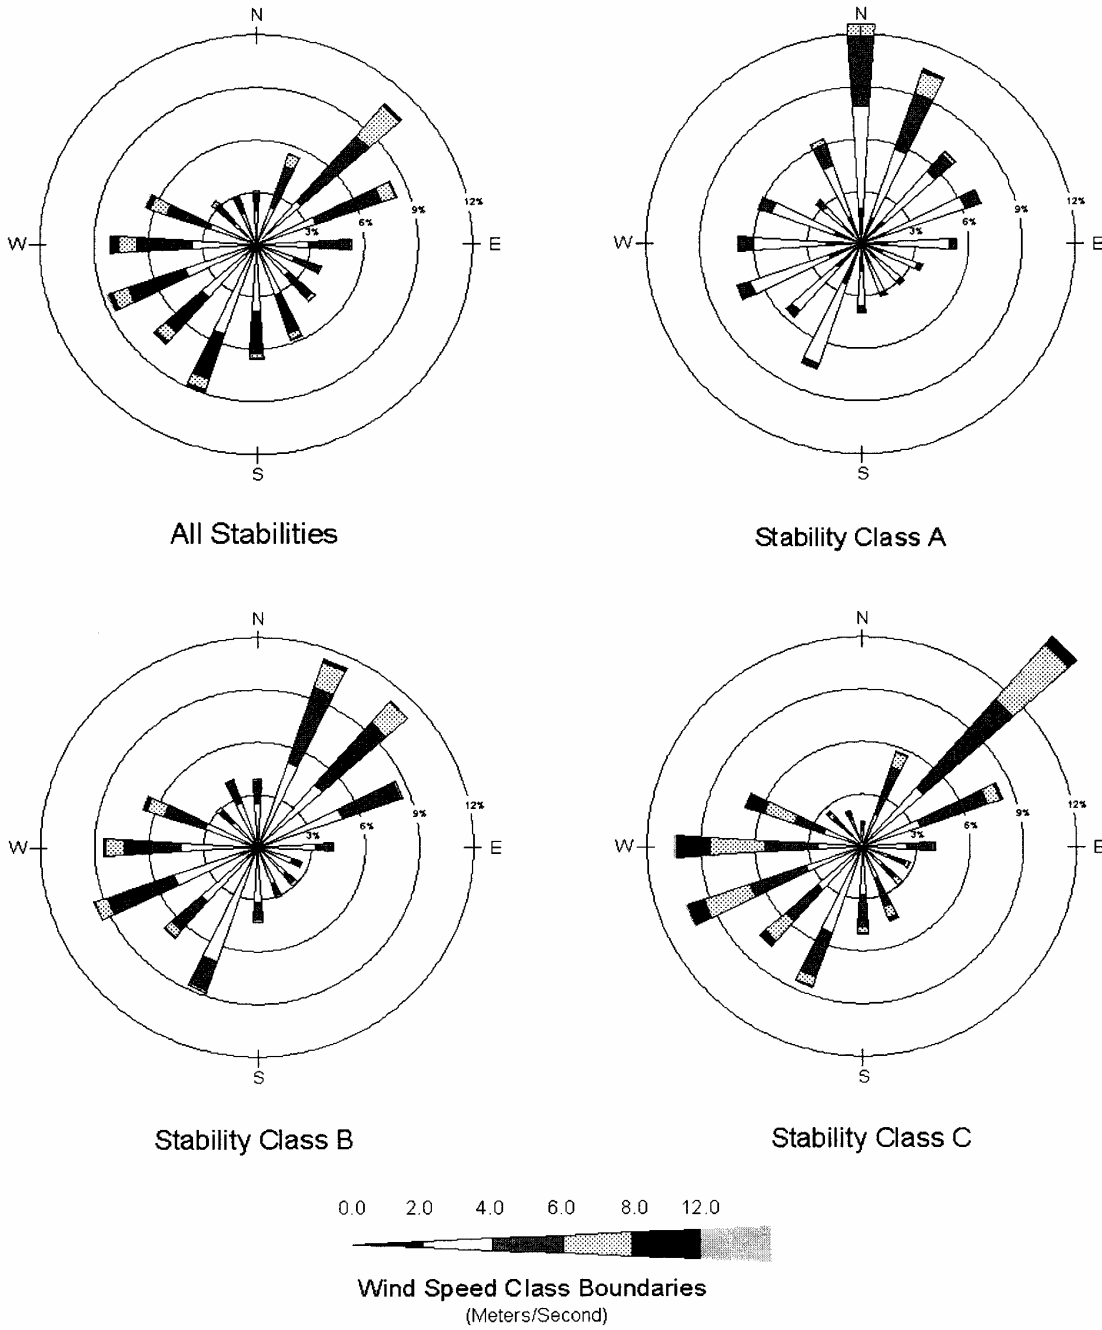 N
N
12%
12%
9%
9%
6%
6%
3%
3%
W
E
W
E
S
S
All Stabilities
Stability Class A
N
N
12%
12%
9%
9%
6%
6%
3%
3%
W
E
W
E
S
S
Stability Class B
Stability Class C
0.0 2.0 4.0 6.0 8.0 12.0
Wind Speed Class Boundaries
(Meters/Second)